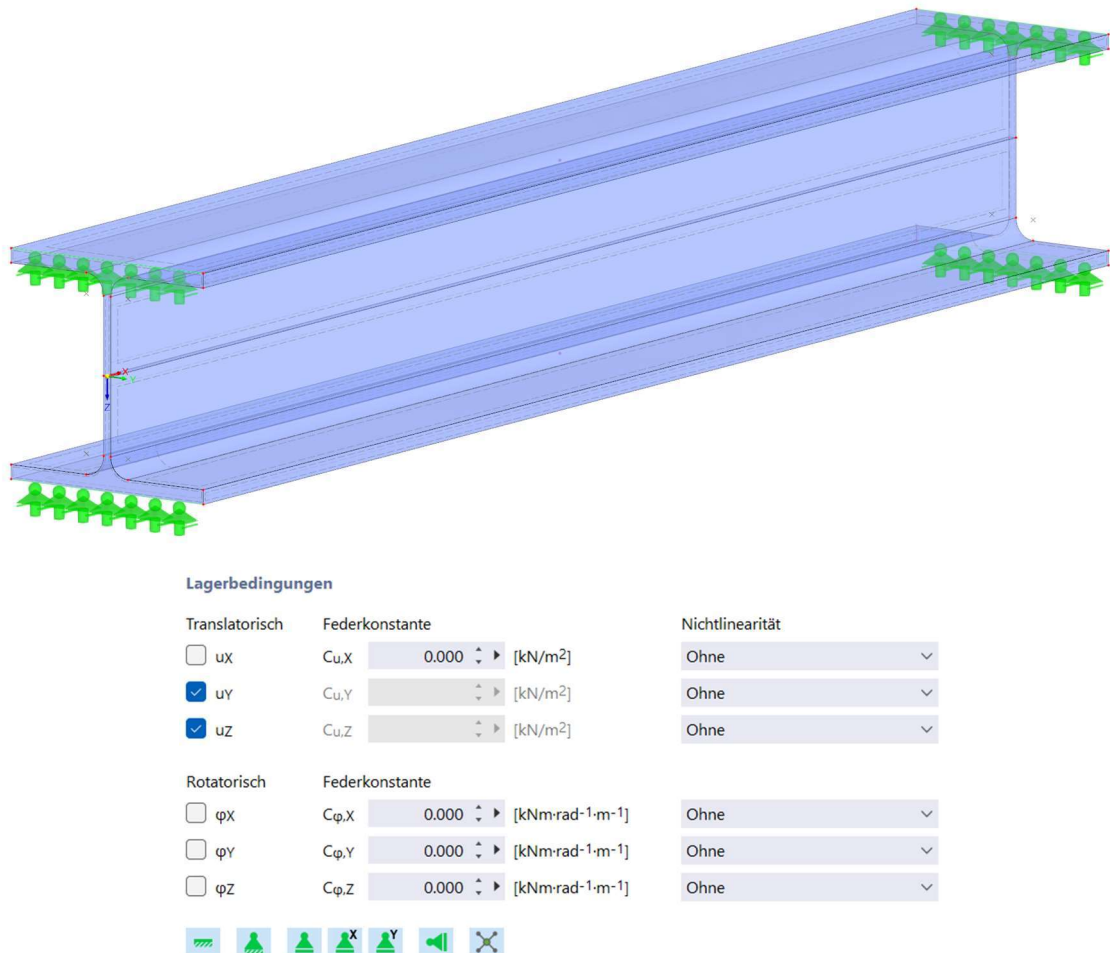 X
Y
Z
Lagerbedingungen
Translatorisch Federkonstante Nichtlinearität
uX Cu,X 0.000 [kN/m2] Ohne
uY Cu,Y [kN/m2] Ohne
uZ Cu,Z [kN/m2] Ohne
Rotatorisch Federkonstante
φX Cφ,X 0.000 [kNm·rad-1·m-1] Ohne
φY Cφ,Y 0.000 [kNm·rad-1·m-1] Ohne
φZ Cφ,Z 0.000 [kNm·rad-1·m-1] Ohne
X Y